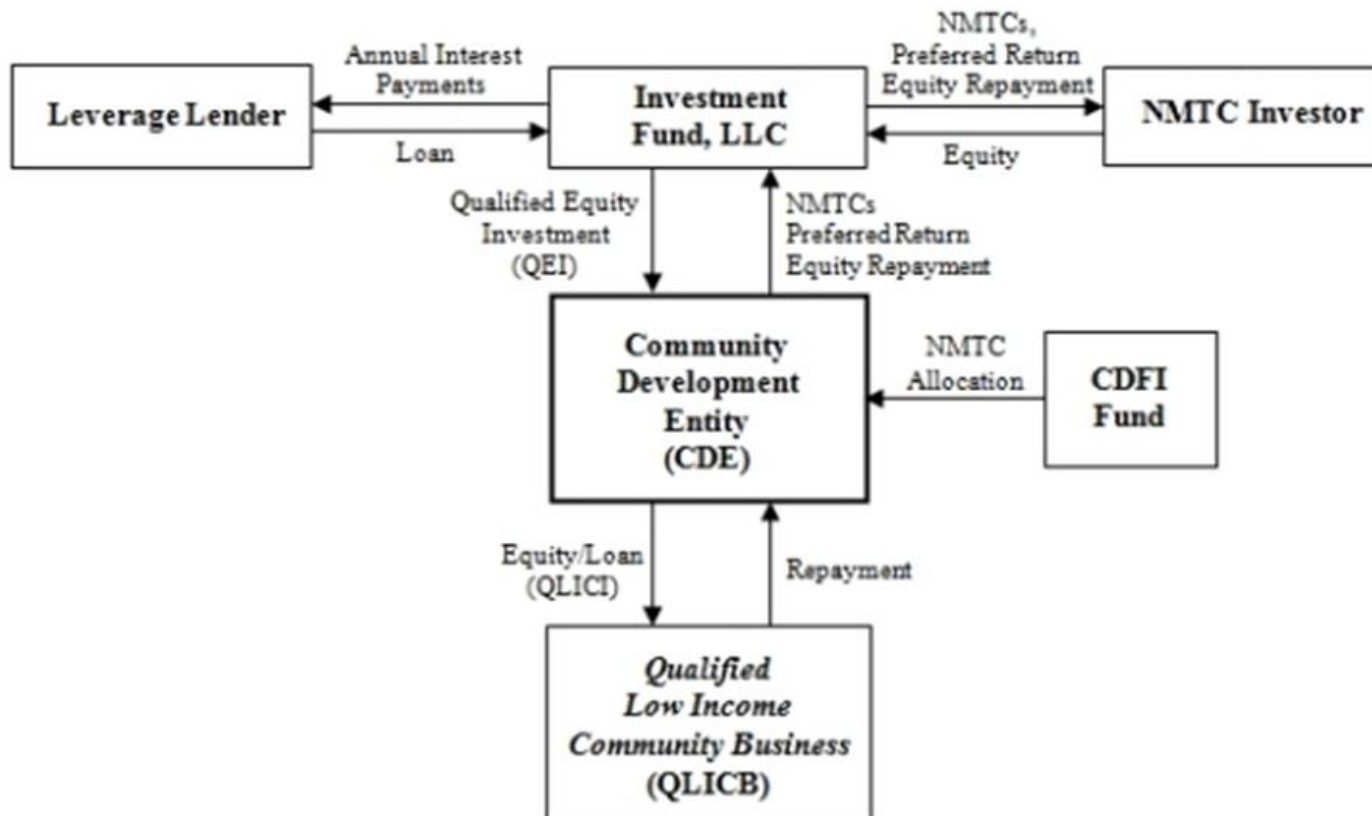 Leverage Lender
Annual Interest
Payments
Loan
Investment
Fund, LLC
NMTCs,
Preferred Return
Equity Repayment
Equity
NMTC Investor
Qualified Equity
Investment
(QEI)
NMTCs
Preferred Return
Equity Repayment
Community
Development
Entity
(CDE)
NMTC
Allocation
CDFI
Fund
Equity/Loan
(QLICI)
Repayment
Qualified
Low Income
Community Business
(QLICB)